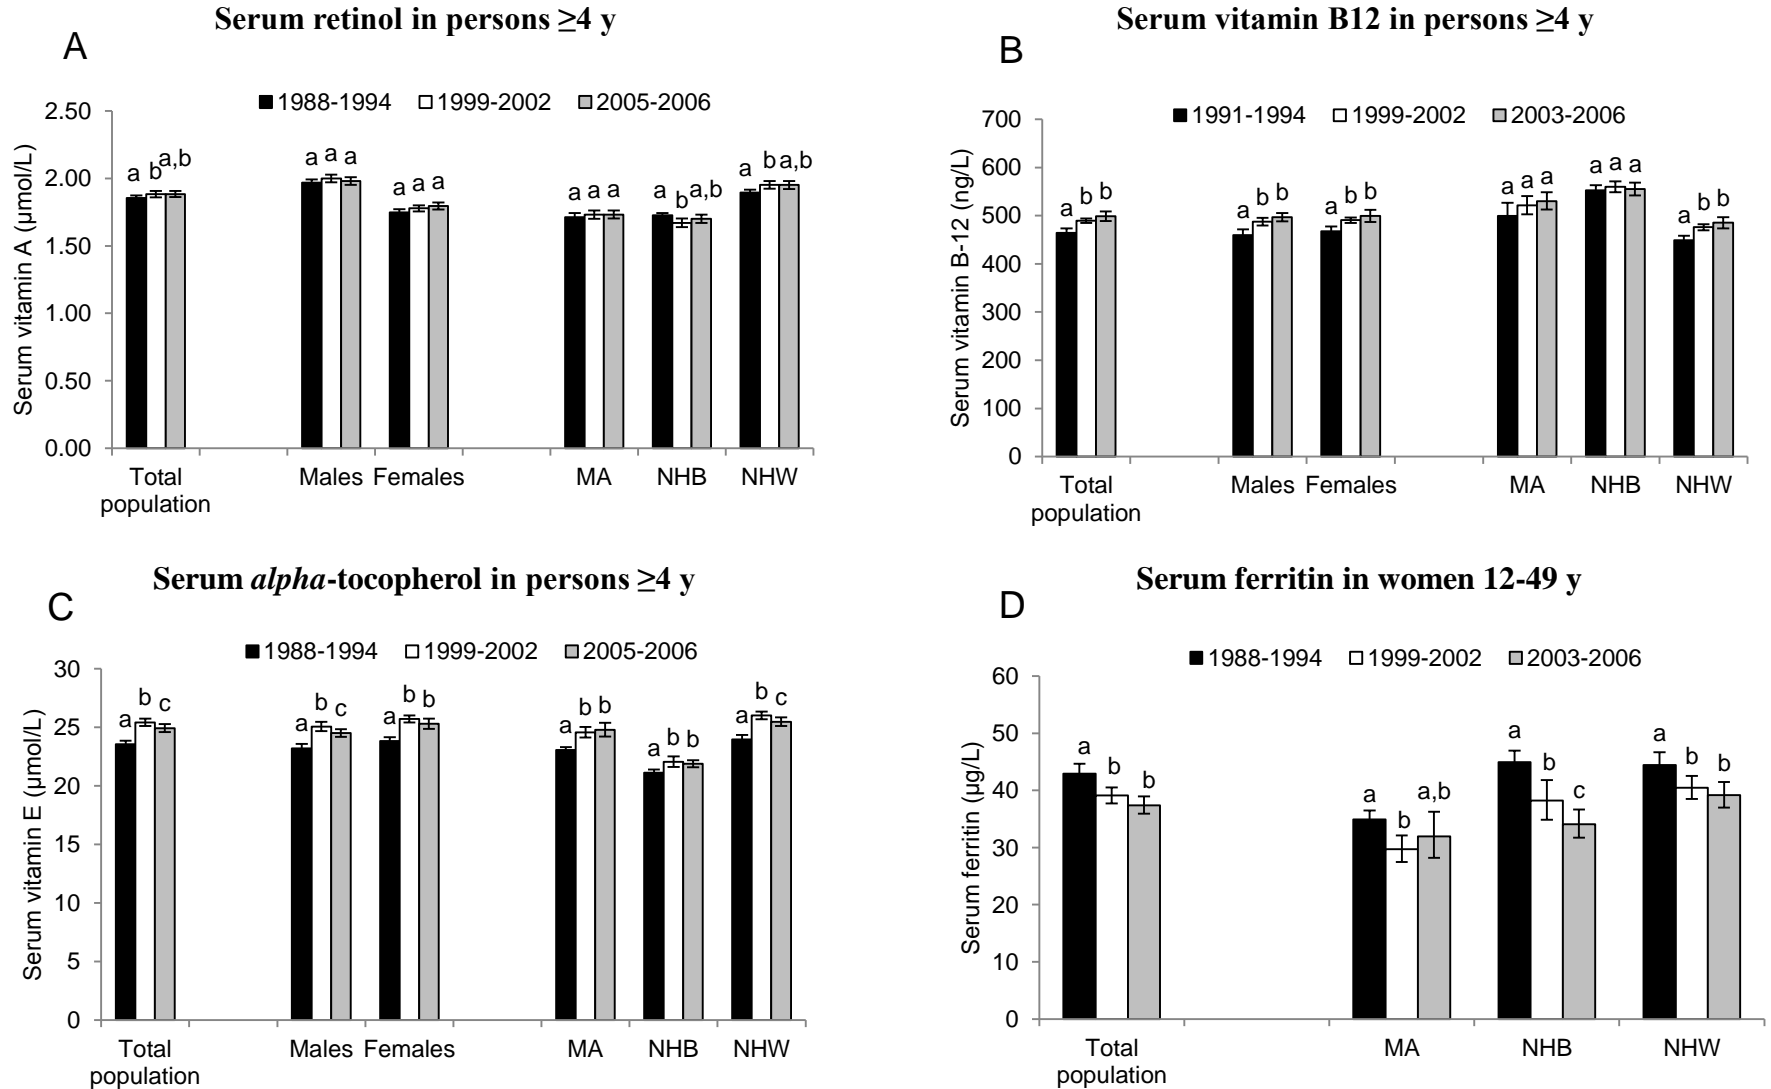 Serum retinol in persons ≥4 y
A
1988-1994 1999-2002 2005-2006
Serum vitamin A (µmol/L)
2.50
2.00
1.50
1.00
0.50
0.00
a b a,b
a a a
a a a
a a a
a b a,b
a b a,b
Total population
Males Females MA NHB NHW
Serum vitamin B12 in persons ≥4 y
B
1991-1994 1999-2002 2003-2006
Serum vitamin B-12 (ng/L)
700
600
500
400
300
200
100
0
a b b
a b b
a b b
a a a
a a a
a b b
Total population
Males Females MA NHB NHW
Serum alpha-tocopherol in persons ≥4 y
C
1988-1994 1999-2002 2005-2006
Serum vitamin E (µmol/L)
30
25
20
15
10
5
0
a b c
a b c
a b b
a b b
a b b
a b c
Total population
Males Females MA NHB NHW
Serum ferritin in women 12-49 y
D
1988-1994 1999-2002 2003-2006
Serum ferritin (µg/L)
60
50
40
30
20
10
0
a b b
a b a,b
a b c
a b b
Total population
MA NHB NHW